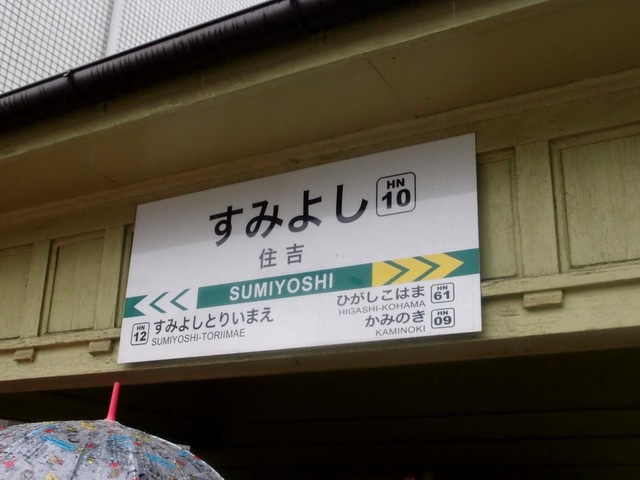 すみよし HN 10
住吉
SUMIYOSHI
HN 12 すみよしとりいまえ
SUMIYOSHI-TORIIMAE
ひがしこはま HN 61
HIGASHI-KOHAMA
かみのき HN 09
KAMINOKI